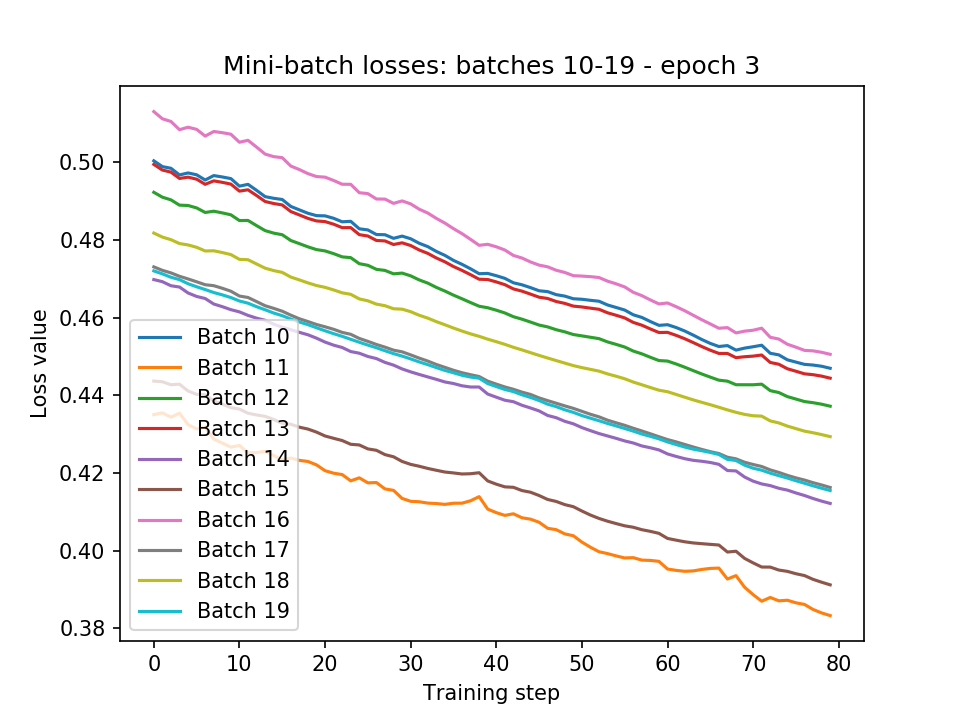 Mini-batch losses: batches 10-19 - epoch 3
Loss value
0.50
0.48
0.46
0.44
0.42
0.40
0.38
Batch 10
Batch 11
Batch 12
Batch 13
Batch 14
Batch 15
Batch 16
Batch 17
Batch 18
Batch 19
0 10 20 30 40 50 60 70 80
Training step